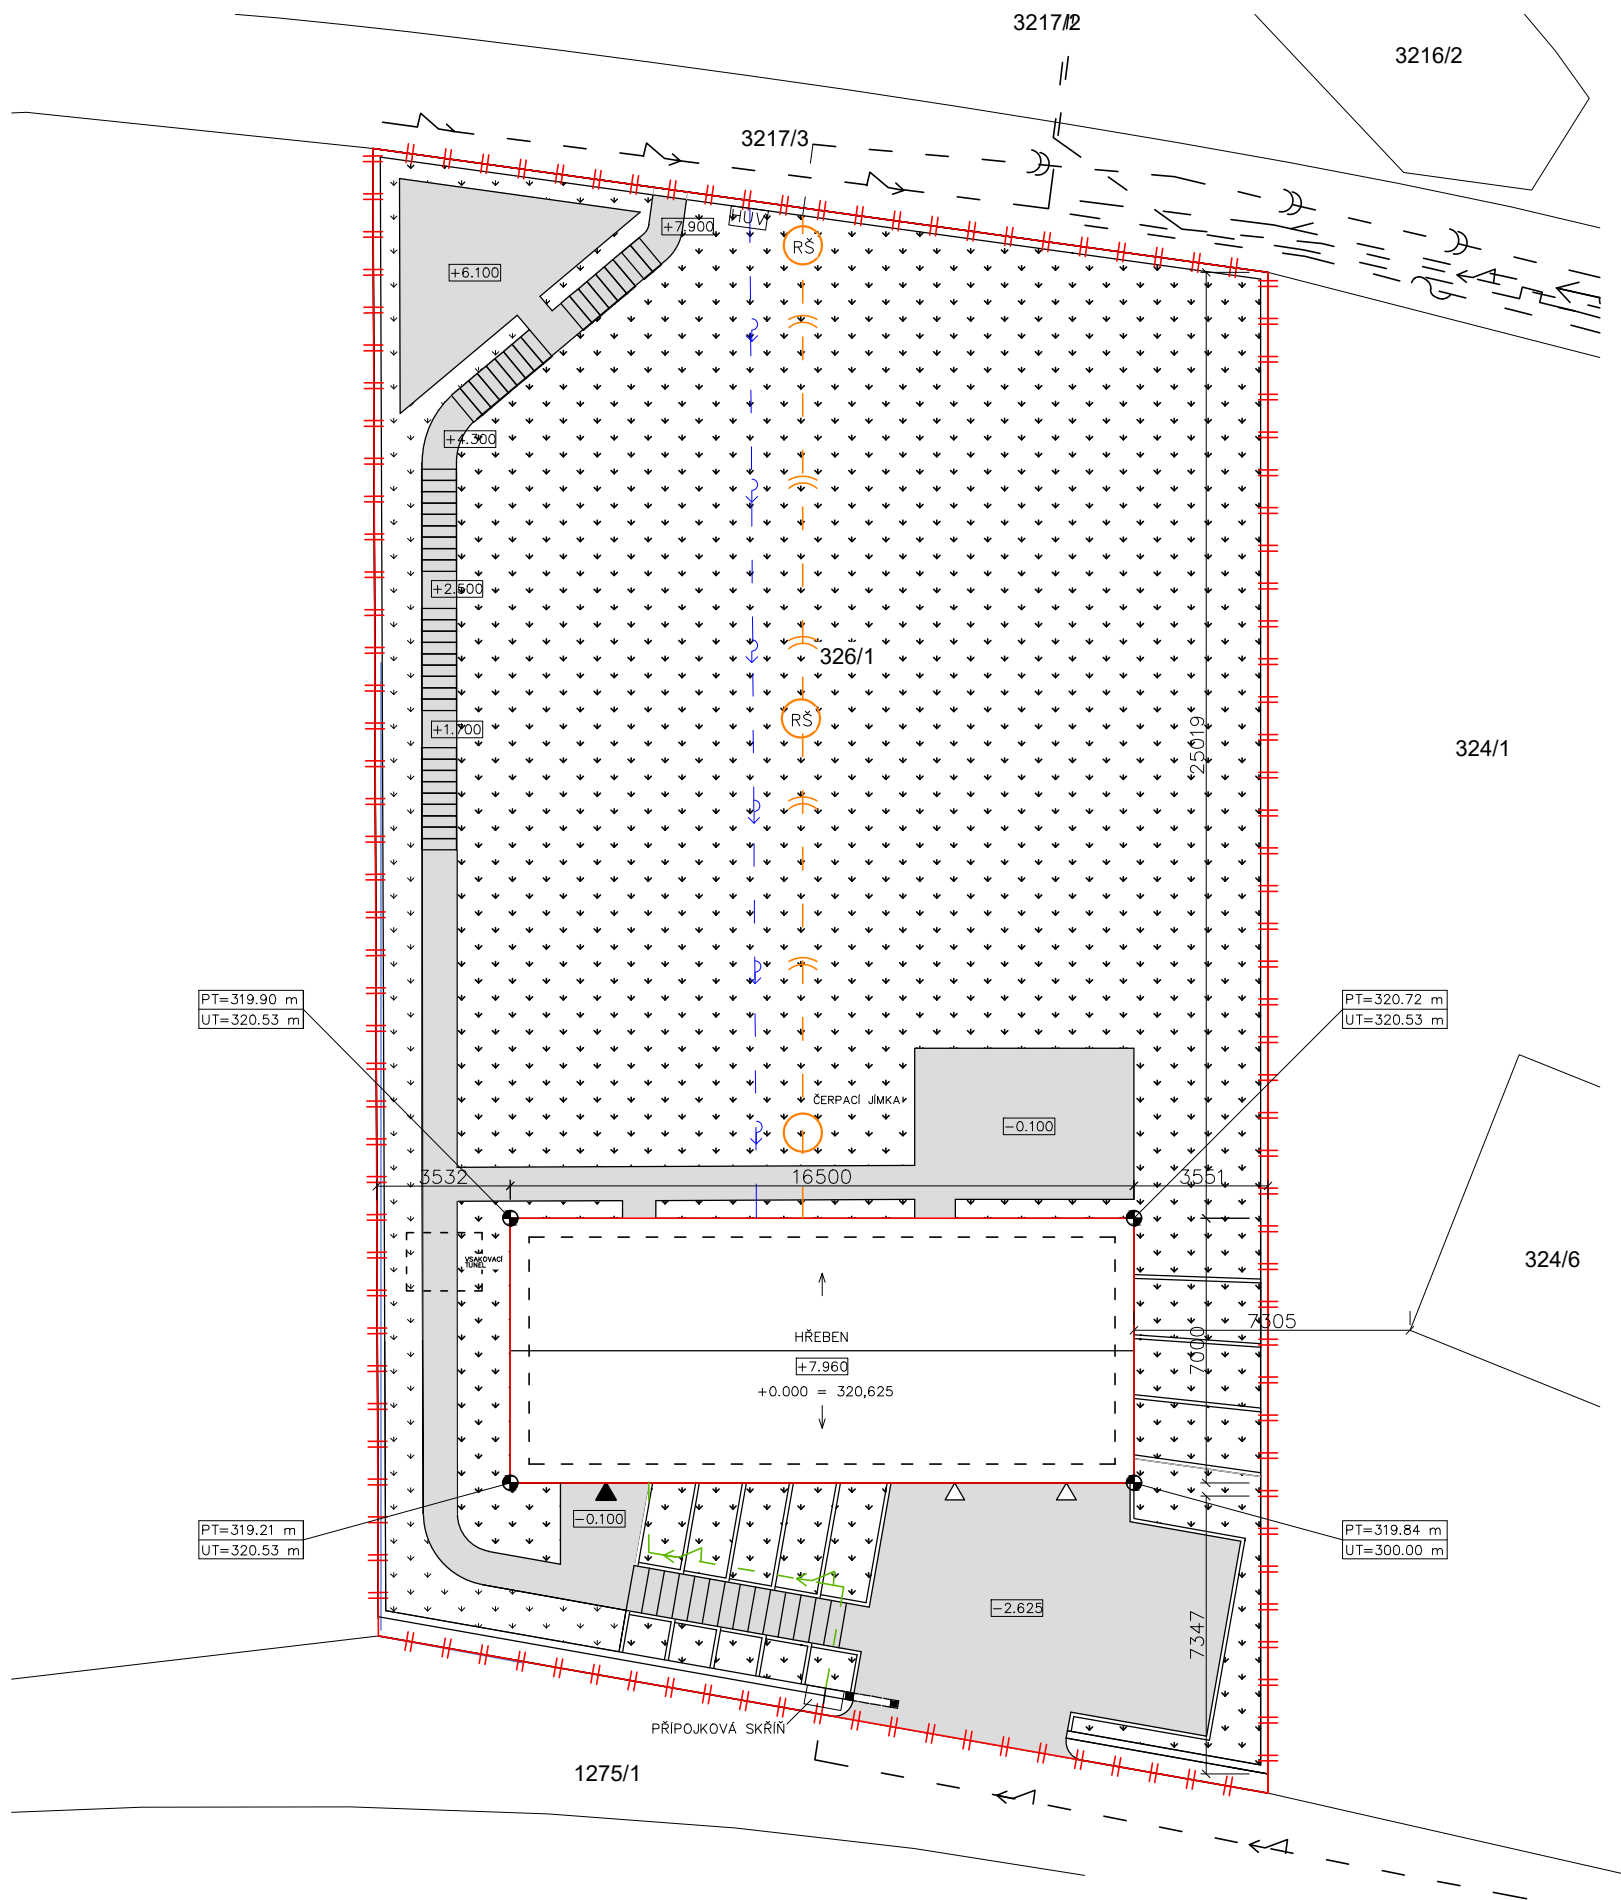 3217/2
3216/2
3217/3
HUV
+7.900
RŠ
+6.100
+4.300
+2.500
326/1
RŠ
+1.700
25019
324/1
PT=319.90 m
UT=320.53 m
PT=320.72 m
UT=320.53 m
ČERPACÍ JÍMKA
-0.100
3532
16500
3551
VSAKOVACÍ
TUNEL
324/6
7305
7000
HŘEBEN
+7.960
+0.000 = 320,625
-0.100
PT=319.21 m
UT=320.53 m
PT=319.84 m
UT=300.00 m
-2.625
7347
PŘÍPOJKOVÁ SKŘÍŇ
1275/1